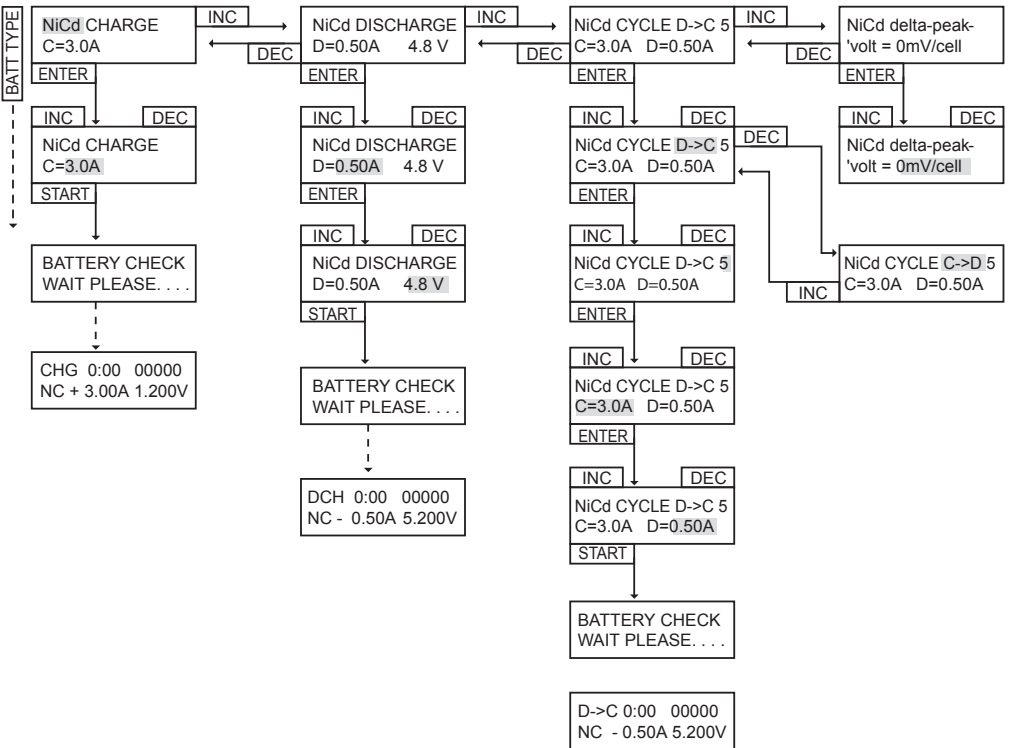 BATT TYPE
NiCd CHARGE
C=3.0A
INC
DEC
NiCd DISCHARGE
D=0.50A 4.8 V
INC
DEC
NiCd CYCLE D->C 5
C=3.0A D=0.50A
INC
DEC
NiCd delta-peak-
'volt = 0mV/cell
ENTER
ENTER
ENTER
ENTER
INC
DEC
NiCd CHARGE
C=3.0A
START
BATTERY CHECK
WAIT PLEASE. . . .
CHG 0:00 00000
NC + 3.00A 1.200V
INC
DEC
NiCd DISCHARGE
D=0.50A 4.8 V
ENTER
INC
DEC
NiCd DISCHARGE
D=0.50A 4.8 V
START
BATTERY CHECK
WAIT PLEASE. . . .
DCH 0:00 00000
NC - 0.50A 5.200V
INC
DEC
NiCd CYCLE D->C 5
C=3.0A D=0.50A
DEC
ENTER
INC
DEC
NiCd CYCLE D->C 5
C=3.0A D=0.50A
ENTER
INC
DEC
NiCd CYCLE D->C 5
C=3.0A D=0.50A
ENTER
INC
DEC
NiCd CYCLE D->C 5
C=3.0A D=0.50A
START
BATTERY CHECK
WAIT PLEASE. . . .
D->C 0:00 00000
NC - 0.50A 5.200V
INC
DEC
NiCd delta-peak-
'volt = 0mV/cell
NiCd CYCLE C->D 5
C=3.0A D=0.50A
INC